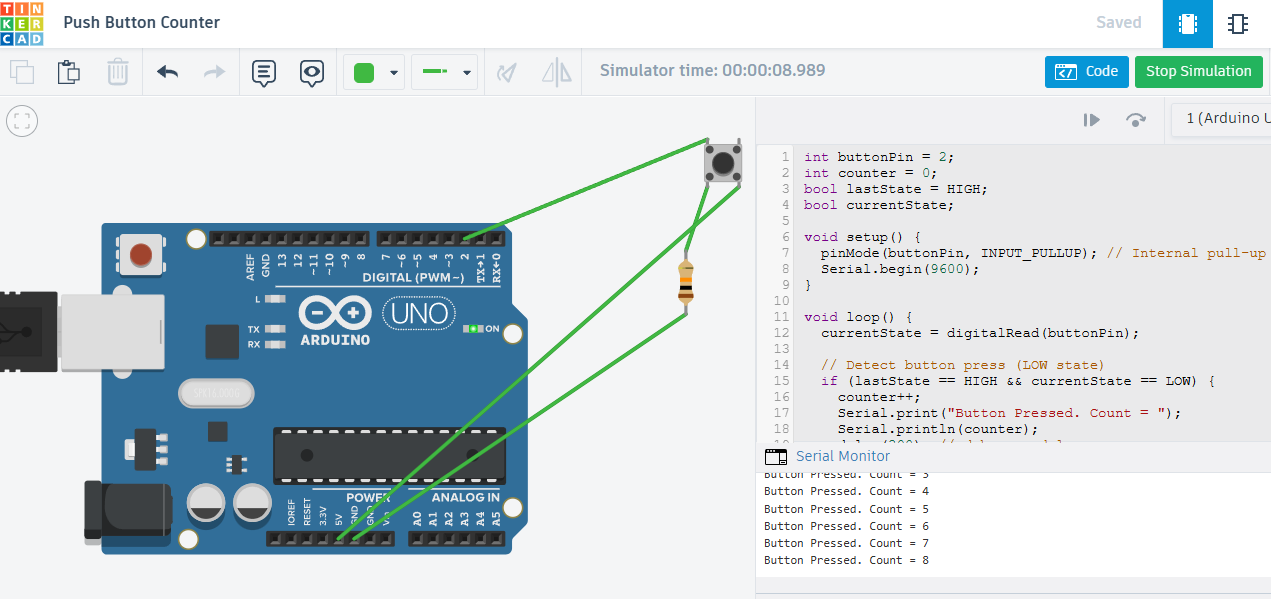 TIN
KER
CAD
Push Button Counter
Saved
Simulator time: 00:00:08.989
Code
Stop Simulation
1 (Arduino U
AREF
GND
13
12
~11
~10
~9
8
7
~6
~5
4
~3
2
TX→1
RX←0
DIGITAL (PWM~)
L
TX
RX
UNO
ON
ARDUINO
POWER
ANALOG IN
IOREF
RESET
3.3V
5V
GND
GND
A0
A1
A2
A3
A4
A5
1 int buttonPin = 2;
2 int counter = 0;
3 bool lastState = HIGH;
4 bool currentState;
5
6 void setup() {
7 pinMode(buttonPin, INPUT_PULLUP); // Internal pull-up
8 Serial.begin(9600);
9 }
10
11 void loop() {
12 currentState = digitalRead(buttonPin);
13
14 // Detect button press (LOW state)
15 if (lastState == HIGH && currentState == LOW) {
16 counter++;
17 Serial.print("Button Pressed. Count = ");
18 Serial.println(counter);
Serial Monitor
Button Pressed. Count = 3
Button Pressed. Count = 4
Button Pressed. Count = 5
Button Pressed. Count = 6
Button Pressed. Count = 7
Button Pressed. Count = 8